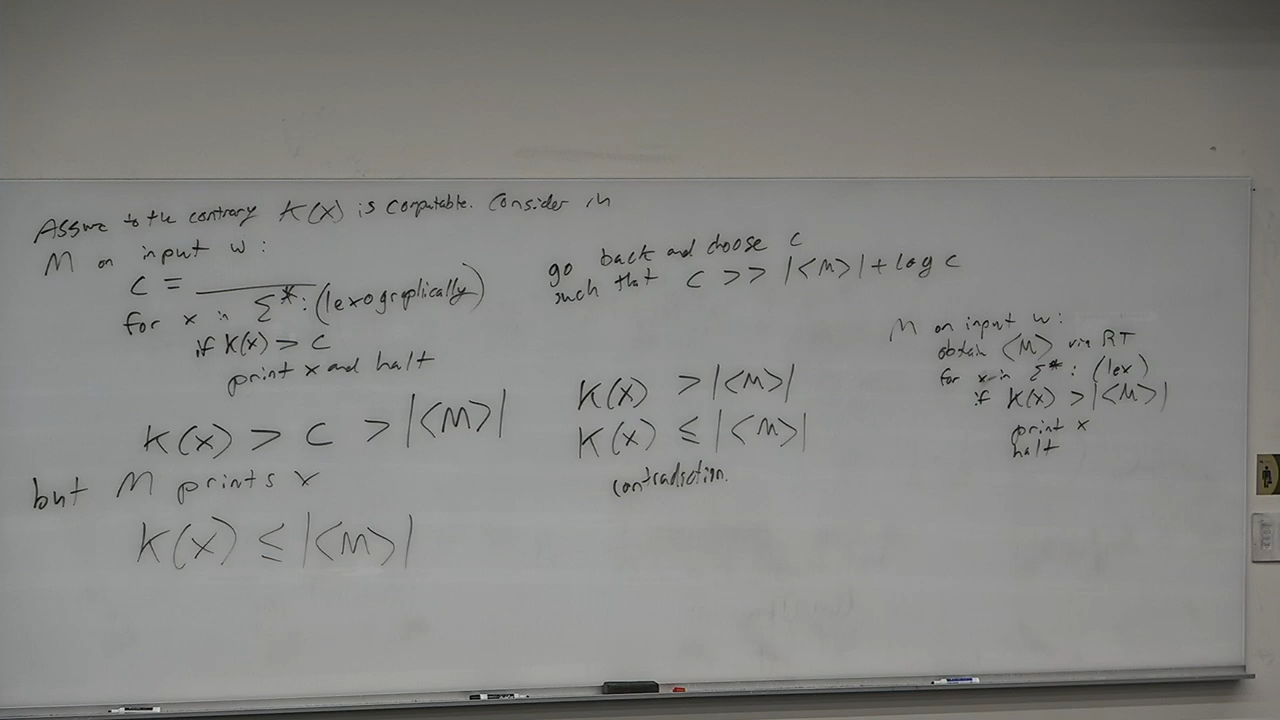 Assume to the contrary K(x) is computable. Consider M
M on input w:
c = ______
for x in Σ*: (lexographically)
if K(x) > c
print x and halt
K(x) > c > |<M>|
but M prints x
K(x) ≤ |<M>|
go back and choose c
such that c >> |<M>| + log c
K(x) > |<M>|
K(x) ≤ |<M>|
contradiction.
M on input w:
obtain <M> via RT
for x in Σ*: (lex)
if K(x) > |<M>|
print x
halt